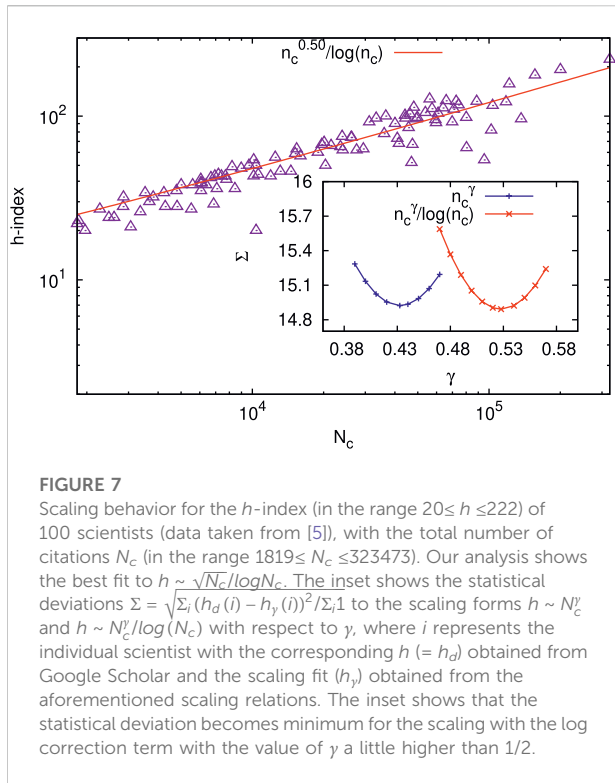 n_c^0.50/log(n_c)
10^2
10^1
h-index
10^4
10^5
N_c
n_c^γ
n_c^γ/log(n_c)
16
15.7
15.4
15.1
14.8
Σ
0.38
0.43
0.48
0.53
0.58
γ
FIGURE 7
Scaling behavior for the h-index (in the range 20≤ h ≤222) of
100 scientists (data taken from [5]), with the total number of
citations N_c (in the range 1819≤ N_c ≤323473). Our analysis shows
the best fit to h ~ √N_c/logN_c. The inset shows the statistical
deviations Σ = √Σ_i(h_d(i) − h_γ(i))²/Σ_i1 to the scaling forms h ~ N_c^γ
and h ~ N_c^γ/log(N_c) with respect to γ, where i represents the
individual scientist with the corresponding h (= h_d) obtained from
Google Scholar and the scaling fit (h_γ) obtained from the
aforementioned scaling relations. The inset shows that the
statistical deviation becomes minimum for the scaling with the log
correction term with the value of γ a little higher than 1/2.